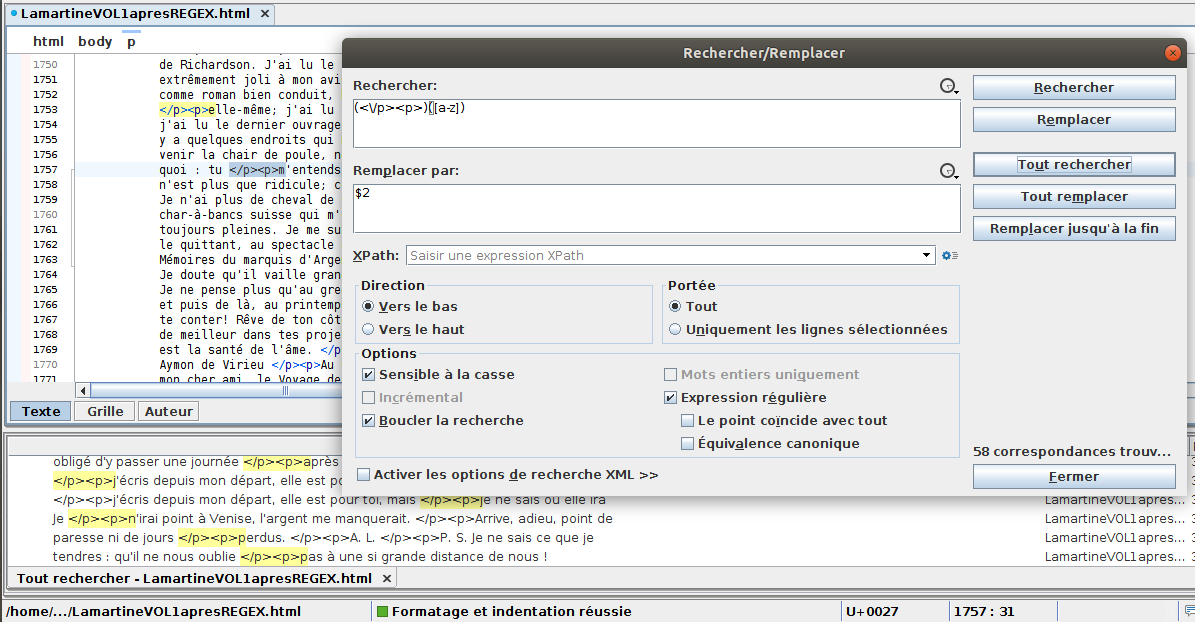 LamartineVOL1apresREGEX.html ×
html body p
Rechercher/Remplacer
1750 de Richardson. J'ai lu le
1751 extrêmement joli à mon avi
1752 comme roman bien conduit,
1753 </p><p>elle-même; j'ai lu
1754 j'ai lu le dernier ouvrage
1755 y a quelques endroits qui
1756 venir la chair de poule, n
1757 quoi : tu </p><p>m'entends
1758 n'est plus que ridicule; c
1759 Je n'ai plus de cheval de
1760 char-à-bancs suisse qui m'
1761 toujours pleines. Je me su
1762 le quittant, au spectacle
1763 Mémoires du marquis d'Arge
1764 Je doute qu'il vaille gran
1765 Je ne pense plus qu'au gre
1766 et puis de là, au printemp
1767 te conter! Rêve de ton côt
1768 de meilleur dans tes proje
1769 est la santé de l'âme. </p
1770 Aymon de Virieu </p><p>Au
1771 mon cher ami, le Voyage de
Texte Grille Auteur
Rechercher:
(<\/p><p>)([a-z])
Remplacer par:
$2
XPath: Saisir une expression XPath
Direction
Vers le bas
Vers le haut
Portée
Tout
Uniquement les lignes sélectionnées
Options
Sensible à la casse
Mots entiers uniquement
Incrémental
Expression régulière
Boucler la recherche
Le point coïncide avec tout
Équivalence canonique
Activer les options de recherche XML >>
Rechercher
Remplacer
Tout rechercher
Tout remplacer
Remplacer jusqu'à la fin
58 correspondances trouv...
Fermer
obligé d'y passer une journée </p><p>après
</p><p>j'écris depuis mon départ, elle est po
</p><p>j'écris depuis mon départ, elle est pour toi, mais </p><p>je ne sais où elle ira LamartineVOL1apres... 3
Je </p><p>n'irai point à Venise, l'argent me manquerait. </p><p>Arrive, adieu, point de LamartineVOL1apres... 3
paresse ni de jours </p><p>perdus. </p><p>A. L. </p><p>P. S. Je ne sais ce que je LamartineVOL1apres... 3
tendres : qu'il ne nous oublie </p><p>pas à une si grande distance de nous ! LamartineVOL1apres... 3
Tout rechercher - LamartineVOL1apresREGEX.html ×
/home/.../LamartineVOL1apresREGEX.html Formatage et indentation réussie U+0027 1757 : 31